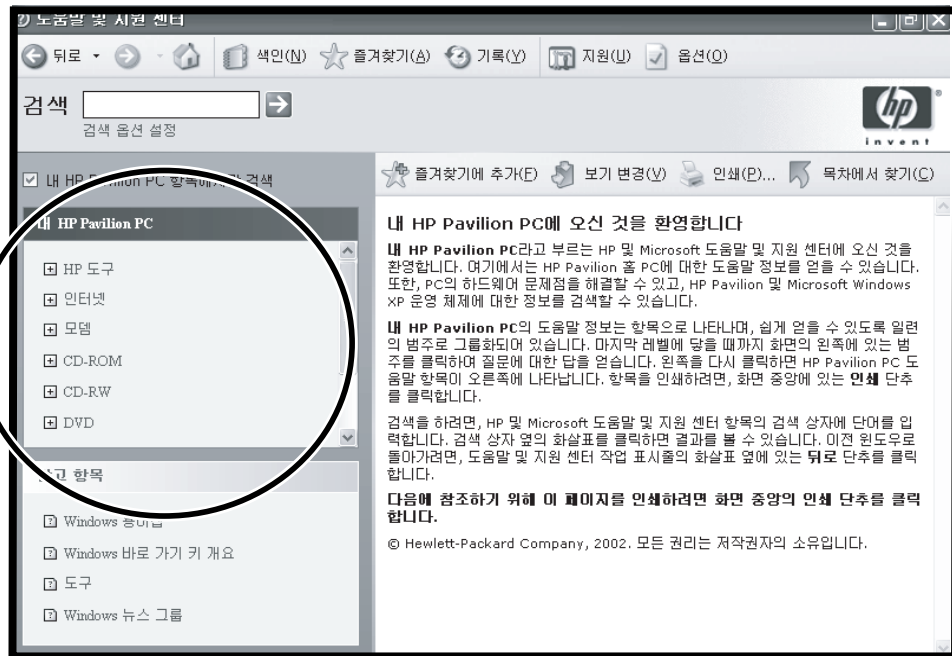 도움말 및 지원 센터
뒤로
색인(N)
즐겨찾기(A)
기록(Y)
지원(U)
옵션(O)
검색
검색 옵션 설정
hp
invent
내 HP Pavilion PC 항목에서만 검색
즐겨찾기에 추가(F)
보기 변경(V)
인쇄(P)...
목차에서 찾기(C)
내 HP Pavilion PC
HP 도구
인터넷
모뎀
CD-ROM
CD-RW
DVD
참고 항목
Windows 용어집
Windows 바로 가기 키 개요
도구
Windows 뉴스 그룹
내 HP Pavilion PC에 오신 것을 환영합니다
내 HP Pavilion PC라고 부르는 HP 및 Microsoft 도움말 및 지원 센터에 오신 것을
환영합니다. 여기에서는 HP Pavilion 홈 PC에 대한 도움말 정보를 얻을 수 있습니다.
또한, PC의 하드웨어 문제점을 해결할 수 있고, HP Pavilion 및 Microsoft Windows
XP 운영 체제에 대한 정보를 검색할 수 있습니다.
내 HP Pavilion PC의 도움말 정보는 항목으로 나타나며, 쉽게 얻을 수 있도록 일련
의 범주로 그룹화되어 있습니다. 마지막 레벨에 닿을 때까지 화면의 왼쪽에 있는 범
주를 클릭하여 질문에 대한 답을 얻습니다. 왼쪽을 다시 클릭하면 HP Pavilion PC 도
움말 항목이 오른쪽에 나타납니다. 항목을 인쇄하려면, 화면 중앙에 있는 인쇄 단추
를 클릭합니다.
검색을 하려면, HP 및 Microsoft 도움말 및 지원 센터 항목의 검색 상자에 단어를 입
력합니다. 검색 상자 옆의 화살표를 클릭하면 결과를 볼 수 있습니다. 이전 윈도우로
돌아가려면, 도움말 및 지원 센터 작업 표시줄의 화살표 옆에 있는 뒤로 단추를 클릭
합니다.
다음에 참조하기 위해 이 페이지를 인쇄하려면 화면 중앙의 인쇄 단추를 클릭
합니다.
© Hewlett-Packard Company, 2002. 모든 권리는 저작권자의 소유입니다.